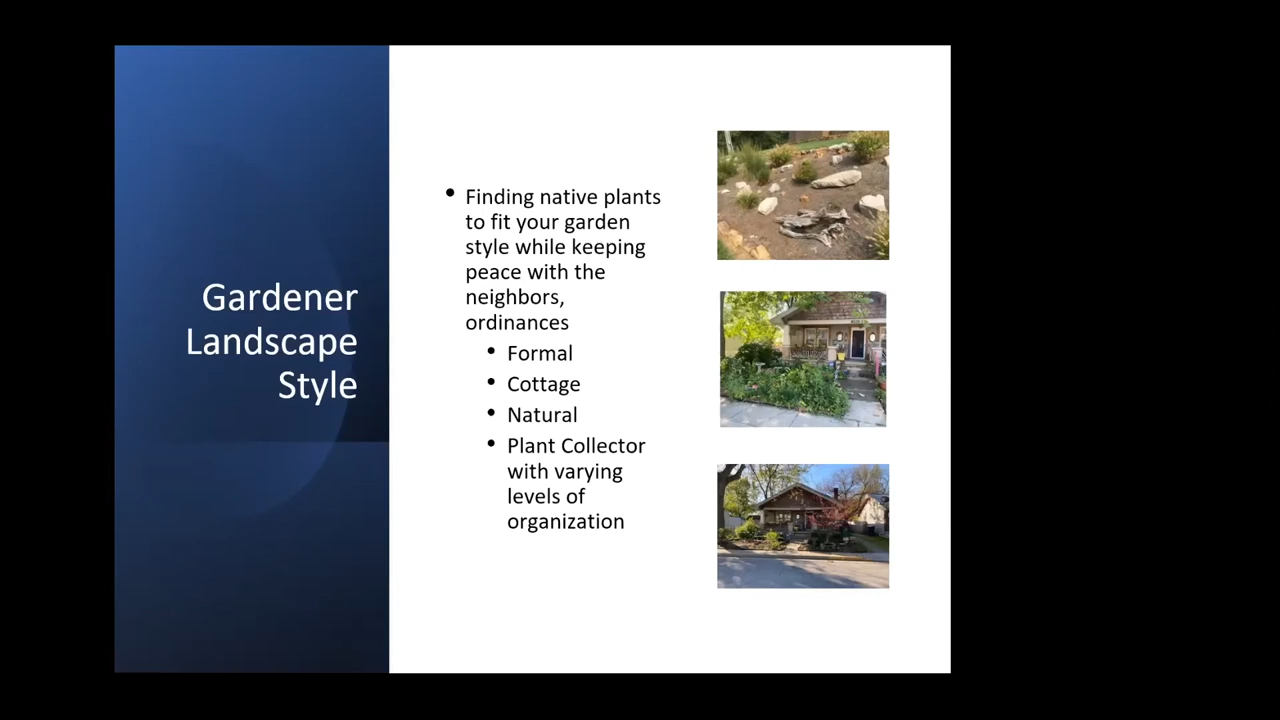 Gardener
Landscape
Style
• Finding native plants
to fit your garden
style while keeping
peace with the
neighbors,
ordinances
• Formal
• Cottage
• Natural
• Plant Collector
with varying
levels of
organization